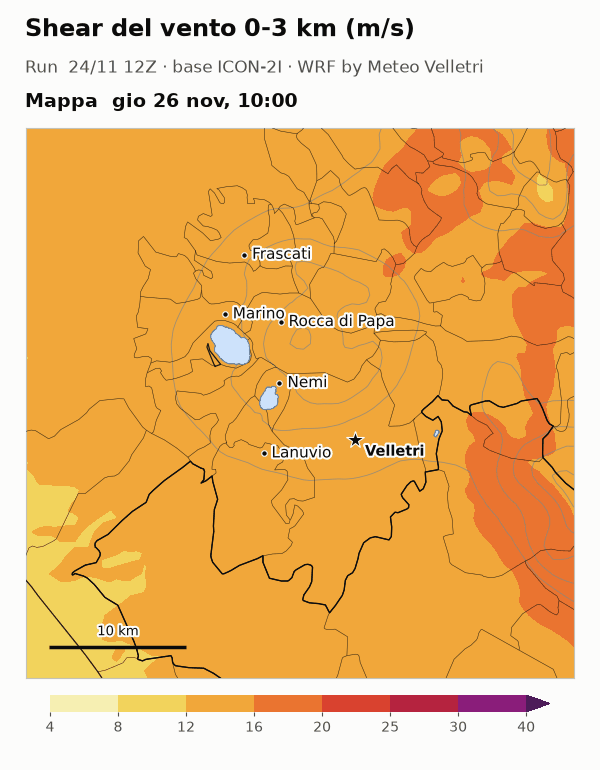 Shear del vento 0-3 km (m/s)
Run  24/11 12Z · base ICON-2I · WRF by Meteo Velletri
Mappa  gio 26 nov, 10:00
Frascati
Marino
Rocca di Papa
Nemi
Velletri
Lanuvio
10 km
4 8 12 16 20 25 30 40